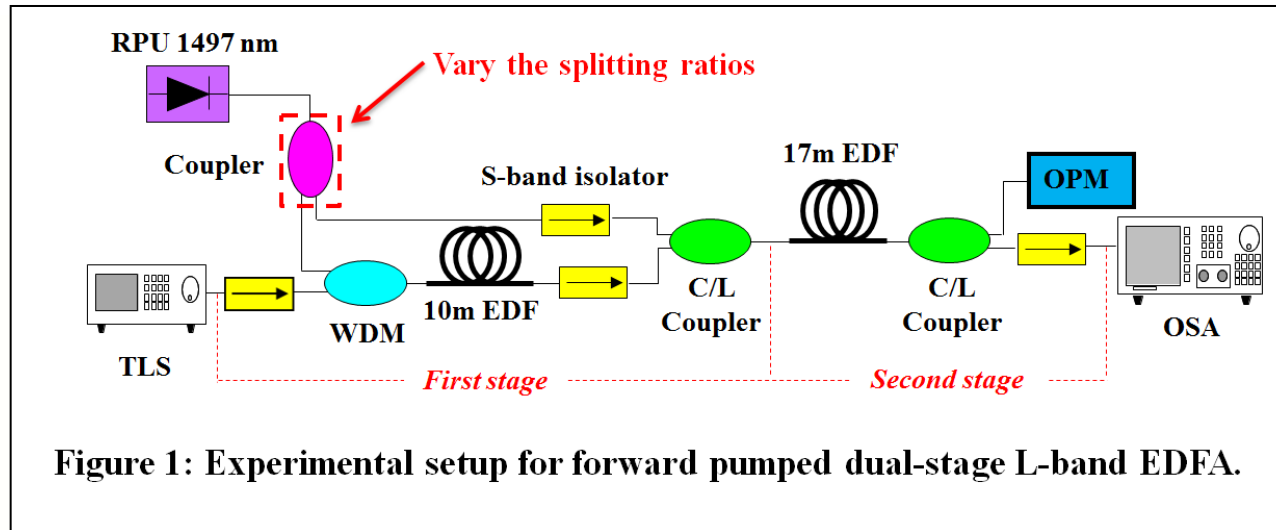 RPU 1497 nm
Vary the splitting ratios
Coupler
S-band isolator
17m EDF
OPM
10m EDF
WDM
C/L
Coupler
C/L
Coupler
OSA
TLS
First stage
Second stage
Figure 1: Experimental setup for forward pumped dual-stage L-band EDFA.